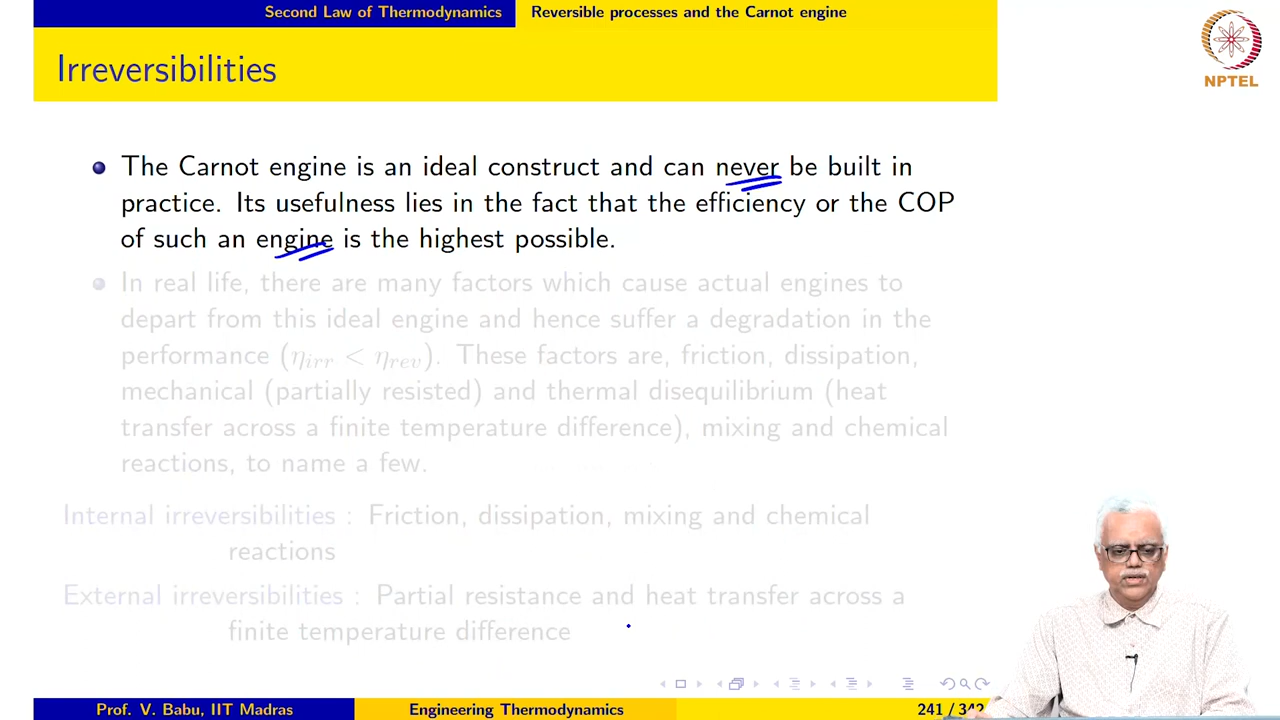 Second Law of Thermodynamics Reversible processes and the Carnot engine
Irreversibilities
NPTEL
The Carnot engine is an ideal construct and can never be built in
practice. Its usefulness lies in the fact that the efficiency or the COP
of such an engine is the highest possible.
In real life, there are many factors which cause actual engines to
depart from this ideal engine and hence suffer a degradation in the
performance (ηirr < ηrev). These factors are, friction, dissipation,
mechanical (partially resisted) and thermal disequilibrium (heat
transfer across a finite temperature difference), mixing and chemical
reactions, to name a few.
Internal irreversibilities : Friction, dissipation, mixing and chemical
reactions
External irreversibilities : Partial resistance and heat transfer across a
finite temperature difference
Prof. V. Babu, IIT Madras Engineering Thermodynamics 241 / 342